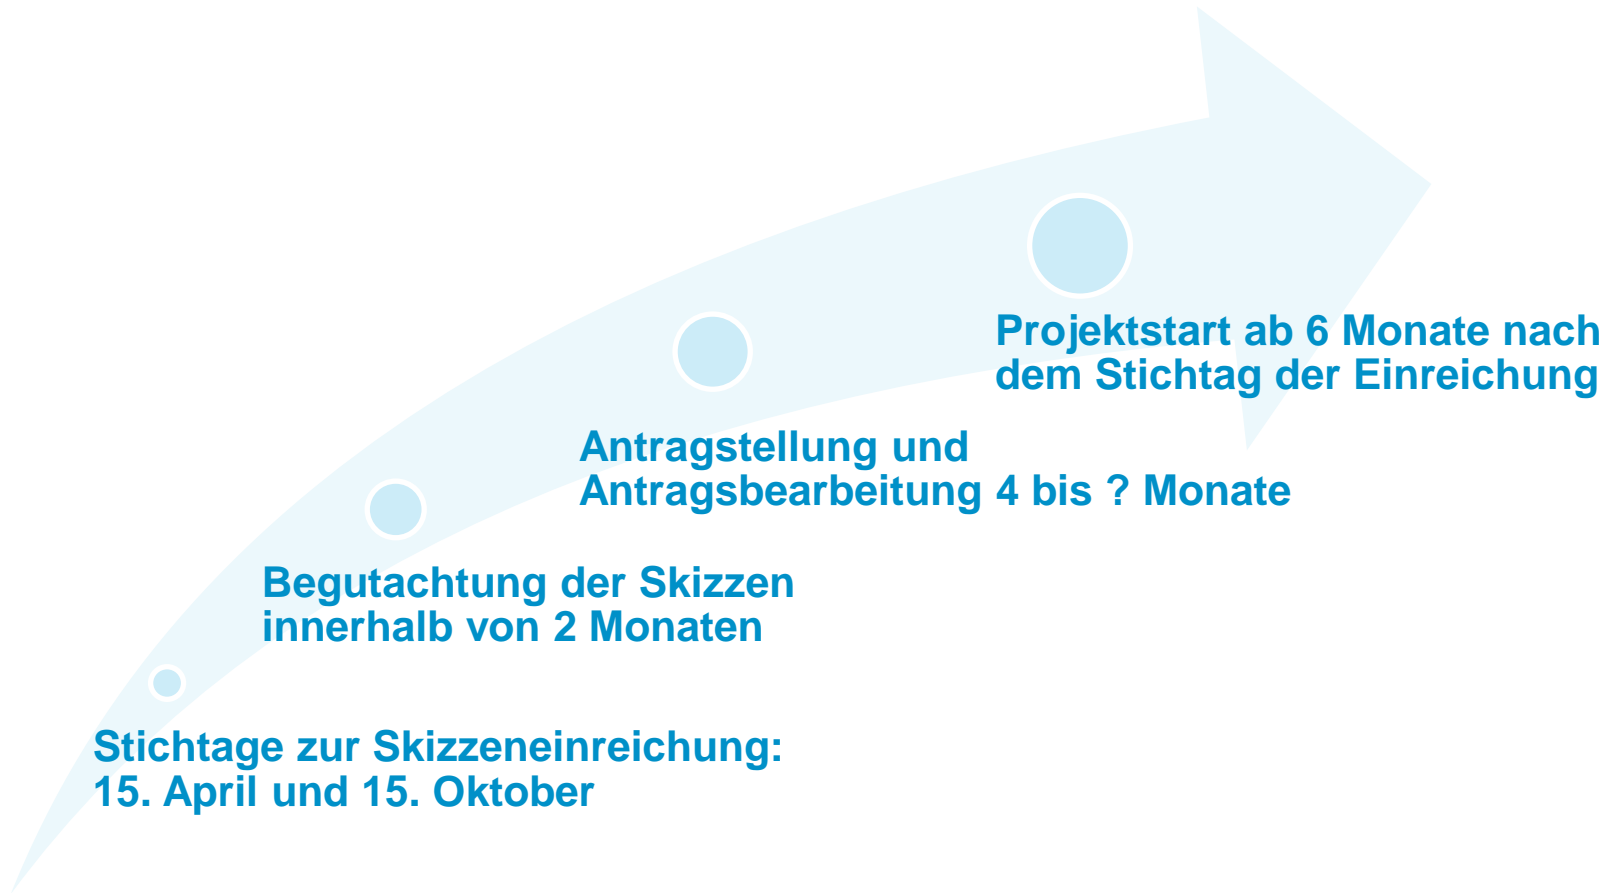 Projektstart ab 6 Monate nach
dem Stichtag der Einreichung
Antragstellung und
Antragsbearbeitung 4 bis ? Monate
Begutachtung der Skizzen
innerhalb von 2 Monaten
Stichtage zur Skizzeneinreichung:
15. April und 15. Oktober